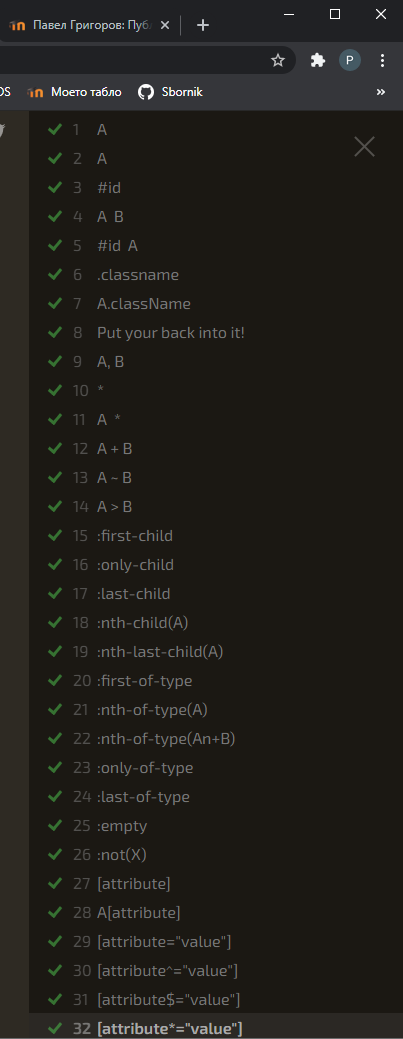 Павел Григоров: Публ
P
OS
Моето табло
Sbornik
»
1 A
2 A
3 #id
4 A B
5 #id A
6 .classname
7 A.className
8 Put your back into it!
9 A, B
10 *
11 A *
12 A + B
13 A ~ B
14 A > B
15 :first-child
16 :only-child
17 :last-child
18 :nth-child(A)
19 :nth-last-child(A)
20 :first-of-type
21 :nth-of-type(A)
22 :nth-of-type(An+B)
23 :only-of-type
24 :last-of-type
25 :empty
26 :not(X)
27 [attribute]
28 A[attribute]
29 [attribute="value"]
30 [attribute^="value"]
31 [attribute$="value"]
32 [attribute*="value"]